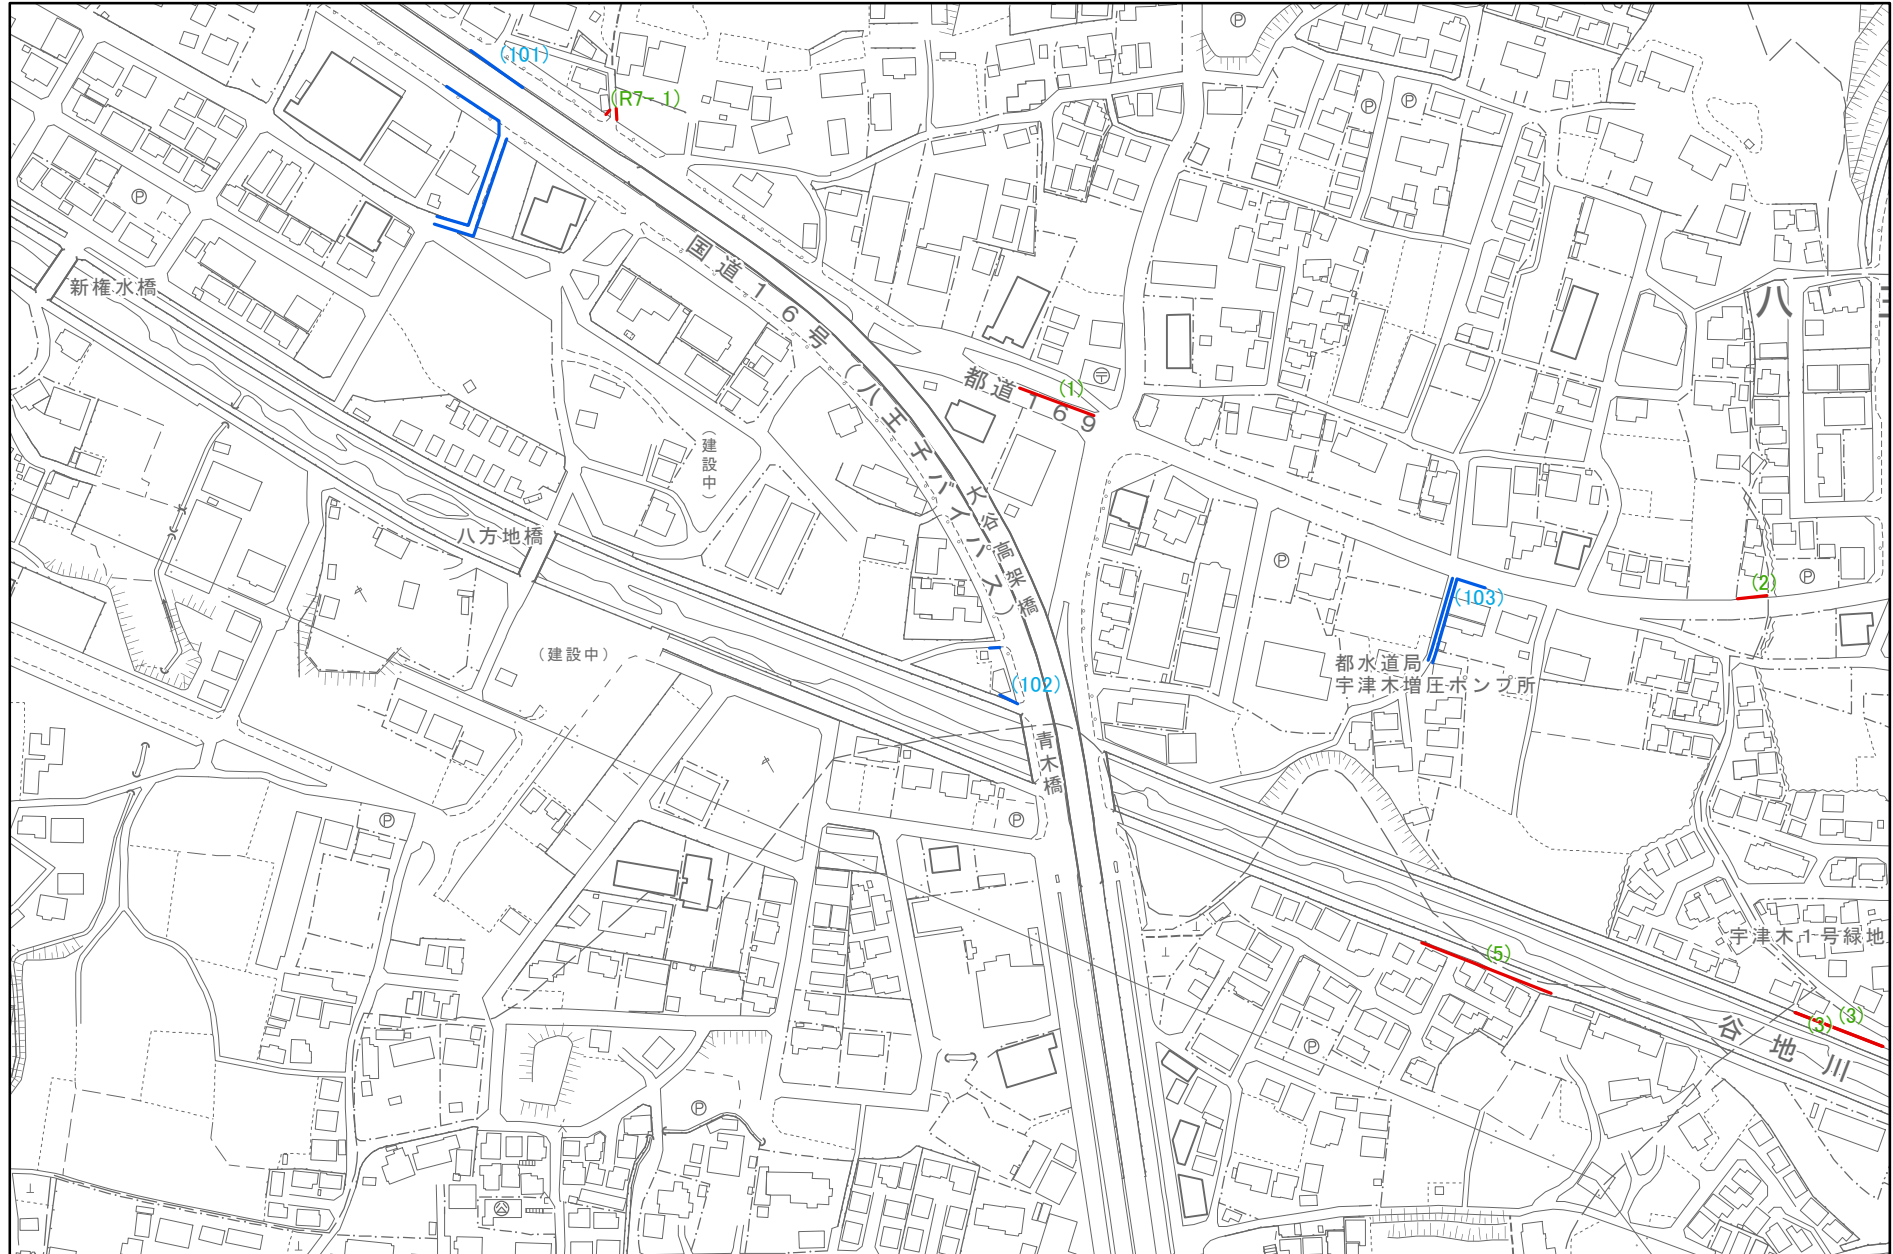 (101)
(R7-1)
新権水橋
国道16号(八王子バイパス)
八
都道169
(1)
(建設中)
大谷高架橋
八方地橋
(2)
(103)
(建設中)
都水道局
宇津木増圧ポンプ所
(102)
青木橋
宇津木1号緑地
(5)
(3)
(3)
谷地川
P
P
P
P
P
P
P
P
P
P
〒